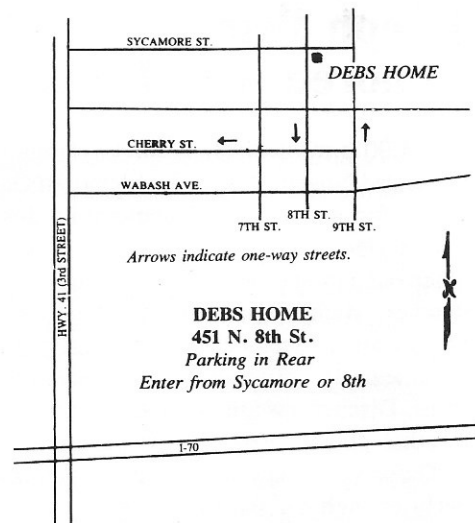 SYCAMORE ST.
DEBS HOME
CHERRY ST.
WABASH AVE.
7TH ST.
8TH ST.
9TH ST.
HWY. 41 (3rd STREET)
Arrows indicate one-way streets.
DEBS HOME
451 N. 8th St.
Parking in Rear
Enter from Sycamore or 8th
I-70